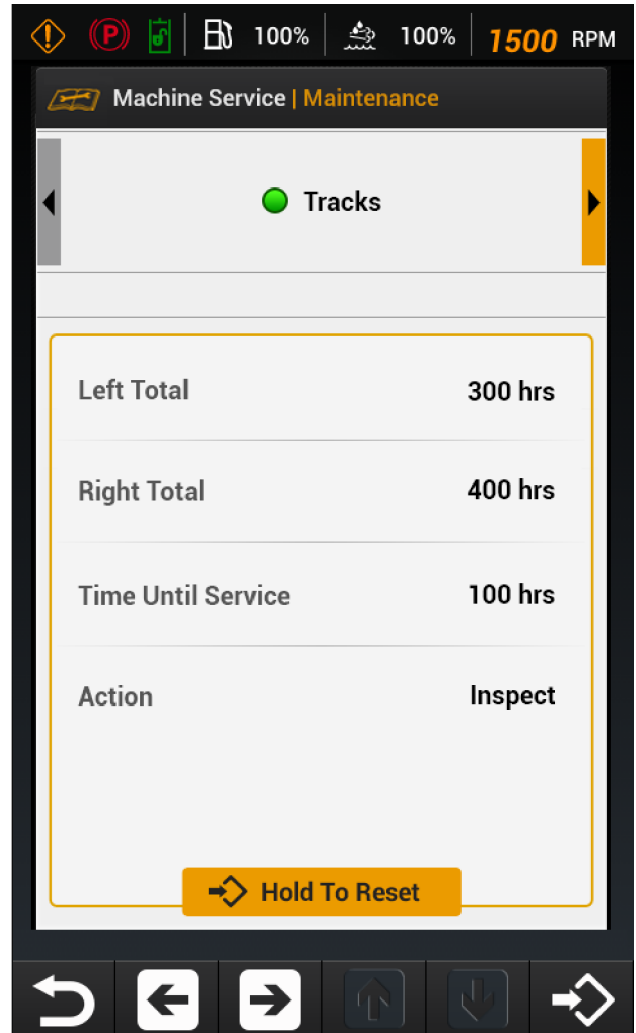 P 100% 100% 1500 RPM
Machine Service | Maintenance
Tracks
Left Total 300 hrs
Right Total 400 hrs
Time Until Service 100 hrs
Action Inspect
Hold To Reset